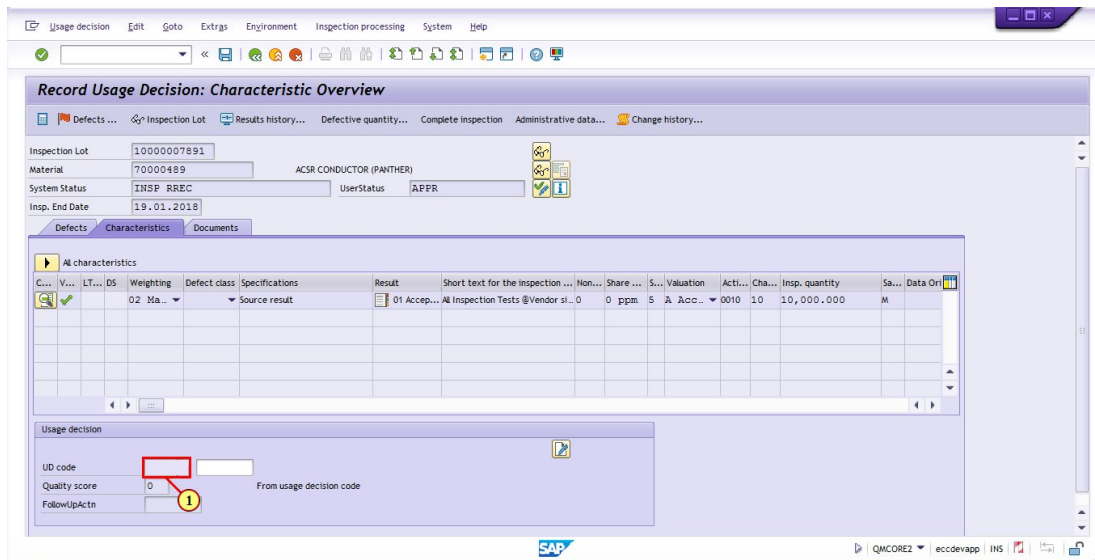 Usage decision Edit Goto Extras Environment Inspection processing System Help
Record Usage Decision: Characteristic Overview
Defects ... Inspection Lot Results history... Defective quantity... Complete inspection Administrative data... Change history...
Inspection Lot 10000007891
Material 70000489 ACSR CONDUCTOR (PANTHER)
System Status INSP RREC UserStatus APPR
Insp. End Date 19.01.2018
Defects Characteristics Documents
All characteristics
C... V... LT... DS Weighting Defect class Specifications Result Short text for the inspection ... Non... Share ... S... Valuation Acti... Cha... Insp. quantity Sa... Data Ori
02 Ma.. Source result 01 Accep... All Inspection Tests @Vendor si... 0 0 ppm 5 A Acc.. 0010 10 10,000.000 M
Usage decision
UD code
Quality score 0 From usage decision code
FollowUpActn
1
SAP QMCORE2 eccdevapp INS